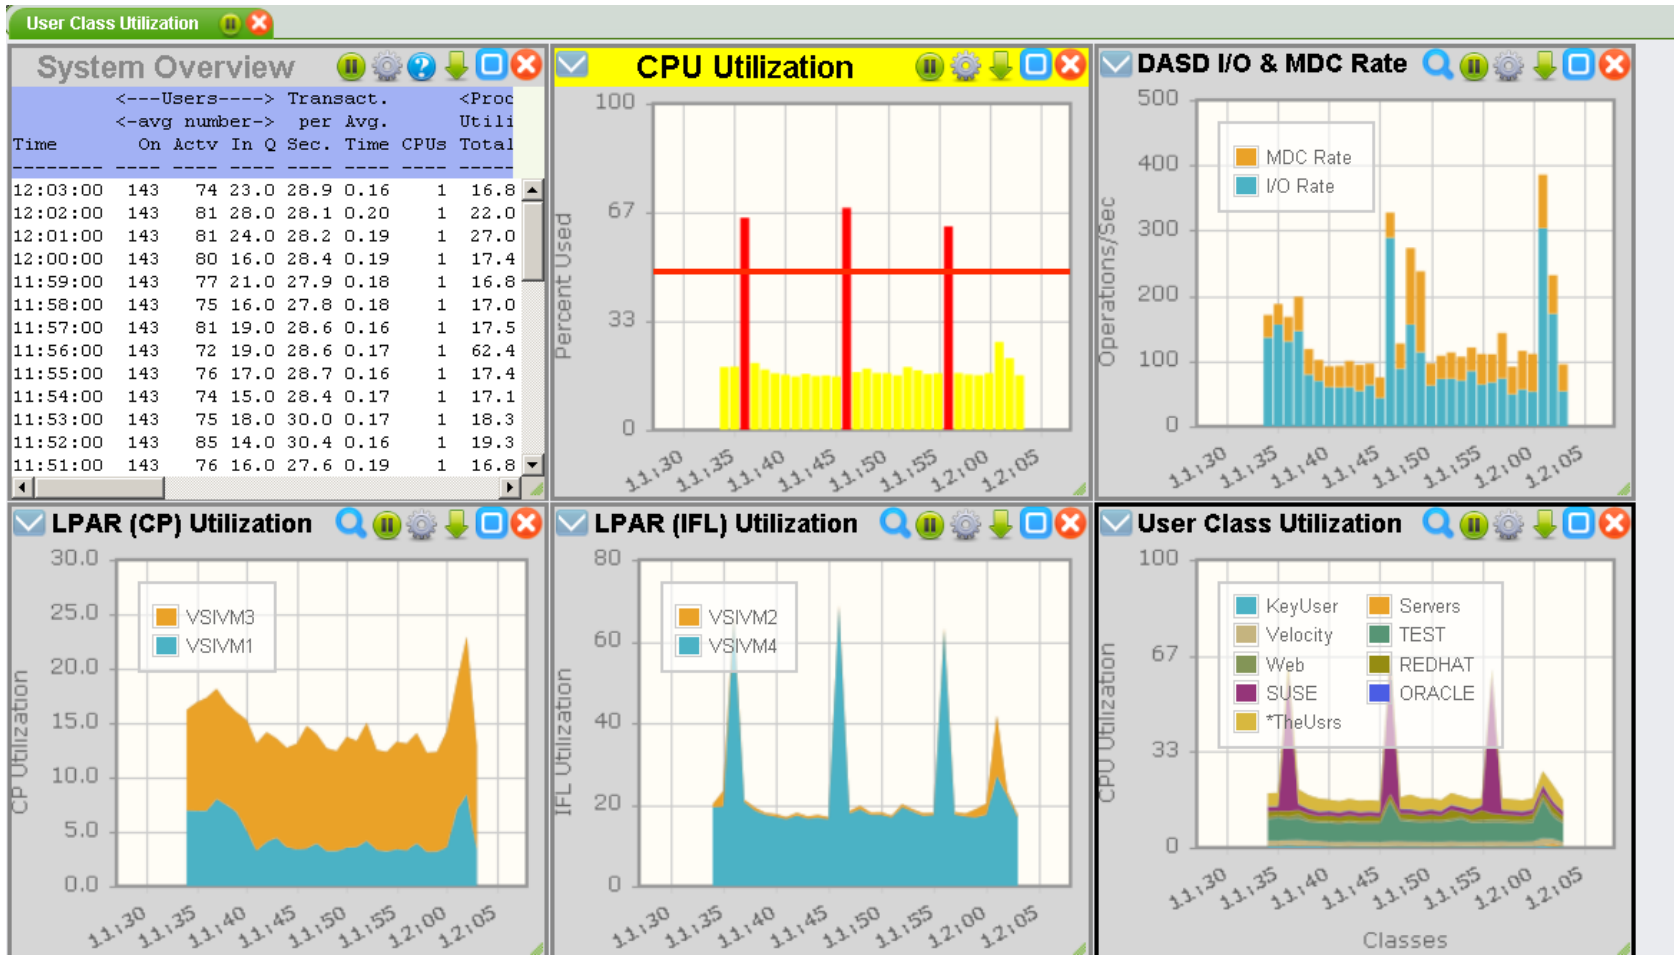 User Class Utilization
System Overview
<---Users----> Transact. <Proc
<-avg number-> per Avg. Utili
Time On Actv In Q Sec. Time CPUs Total
-------- ---- ---- ---- ---- ---- ---- -----
12:03:00 143 74 23.0 28.9 0.16 1 16.8
12:02:00 143 81 28.0 28.1 0.20 1 22.0
12:01:00 143 81 24.0 28.2 0.19 1 27.0
12:00:00 143 80 16.0 28.4 0.19 1 17.4
11:59:00 143 77 21.0 27.9 0.18 1 16.8
11:58:00 143 75 16.0 27.8 0.18 1 17.0
11:57:00 143 81 19.0 28.6 0.16 1 17.5
11:56:00 143 72 19.0 28.6 0.17 1 62.4
11:55:00 143 76 17.0 28.7 0.16 1 17.4
11:54:00 143 74 15.0 28.4 0.17 1 17.1
11:53:00 143 75 18.0 30.0 0.17 1 18.3
11:52:00 143 85 14.0 30.4 0.16 1 19.3
11:51:00 143 76 16.0 27.6 0.19 1 16.8
CPU Utilization
100
67
33
0
Percent Used
11:30 11:35 11:40 11:45 11:50 11:55 12:00 12:05
DASD I/O & MDC Rate
500
400
300
200
100
0
Operations/Sec
MDC Rate
I/O Rate
11:30 11:35 11:40 11:45 11:50 11:55 12:00 12:05
LPAR (CP) Utilization
30.0
25.0
20.0
15.0
10.0
5.0
0.0
CP Utilization
VSIVM3
VSIVM1
11:30 11:35 11:40 11:45 11:50 11:55 12:00 12:05
LPAR (IFL) Utilization
80
60
40
20
0
IFL Utilization
VSIVM2
VSIVM4
11:30 11:35 11:40 11:45 11:50 11:55 12:00 12:05
User Class Utilization
100
67
33
0
CPU Utilization
KeyUser Servers
Velocity TEST
Web REDHAT
SUSE ORACLE
*TheUsrs
11:30 11:35 11:40 11:45 11:50 11:55 12:00 12:05
Classes